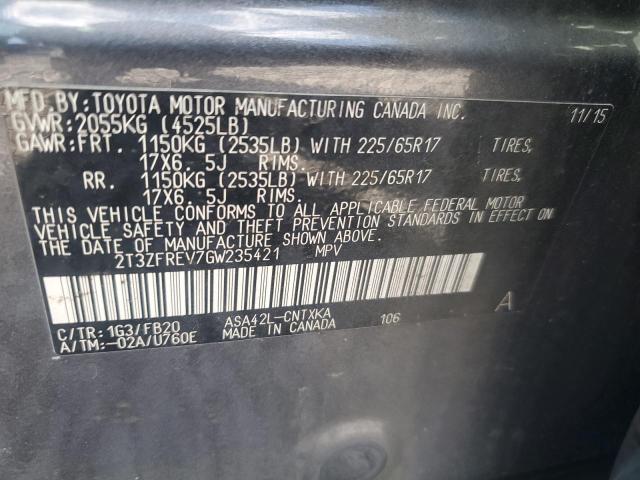 MFD.BY:TOYOTA MOTOR MANUFACTURING CANADA INC. 11/15
GVWR:2055KG (4525LB)
GAWR:FRT. 1150KG (2535LB) WITH 225/65R17 TIRES,
17X6. 5J RIMS.
RR. 1150KG (2535LB) WITH 225/65R17 TIRES,
17X6. 5J RIMS.
THIS VEHICLE CONFORMS TO ALL APPLICABLE FEDERAL MOTOR
VEHICLE SAFETY AND THEFT PREVENTION STANDARDS IN EFFECT ON
THE DATE OF MANUFACTURE SHOWN ABOVE.
2T3ZFREV7GW235421 MPV
A
C/TR:1G3/FB20 ASA42L-CNTXKA
A/TM:-02A/U760E MADE IN CANADA 106